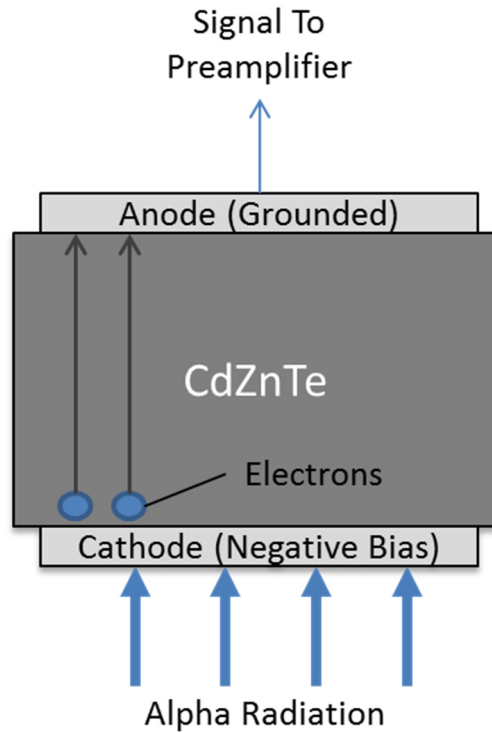 Signal To
Preamplifier
Anode (Grounded)
CdZnTe
Electrons
Cathode (Negative Bias)
Alpha Radiation